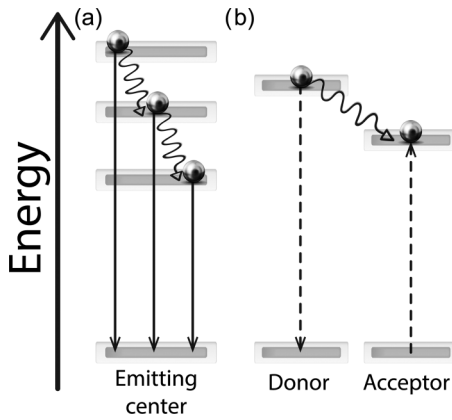 (a)
(b)
Energy
Emitting
center
Donor
Acceptor